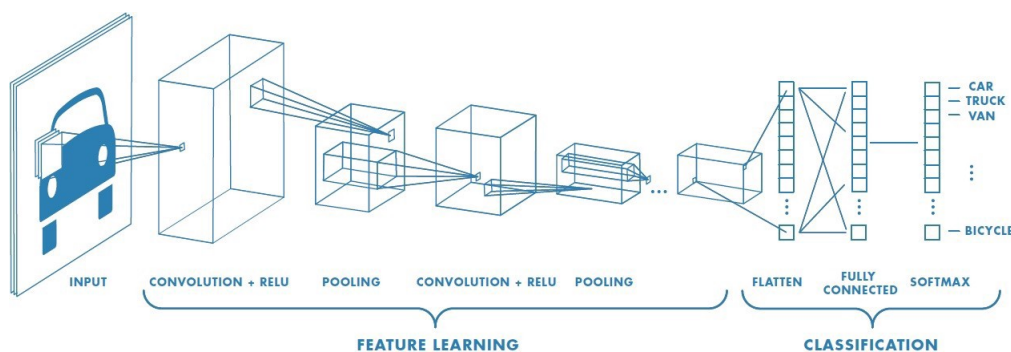 CAR
TRUCK
VAN
BICYCLE
INPUT
CONVOLUTION + RELU
POOLING
CONVOLUTION + RELU
POOLING
FLATTEN
FULLY
CONNECTED
SOFTMAX
FEATURE LEARNING
CLASSIFICATION